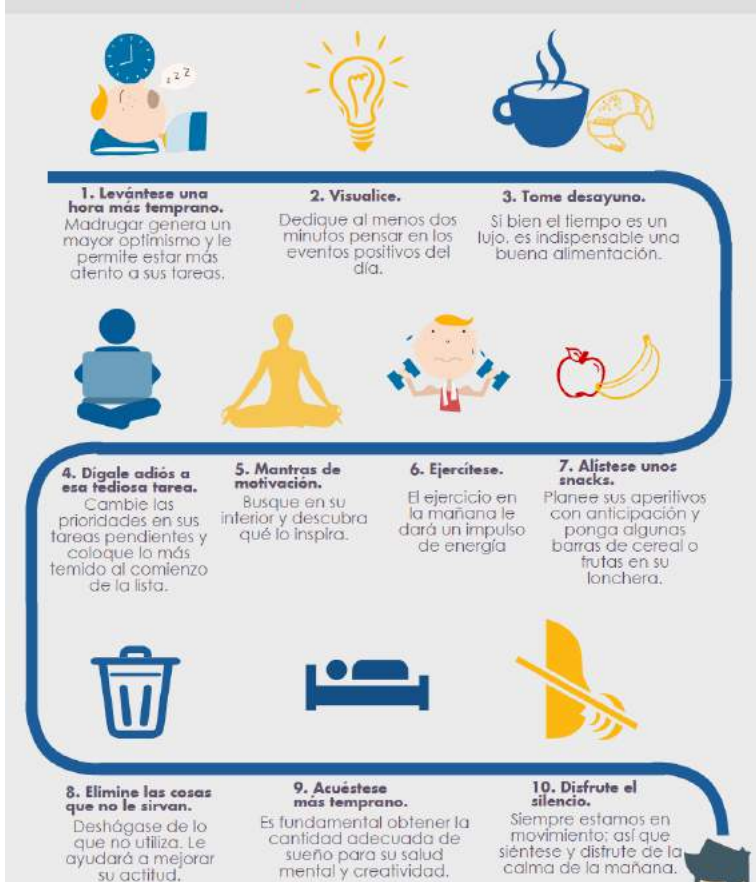 z z z
1. Levántese una
hora más temprano.
Madrugar genera un
mayor optimismo y le
permite estar más
atento a sus tareas.
2. Visualice.
Dedique al menos dos
minutos pensar en los
eventos positivos del
día.
3. Tome desayuno.
Si bien el tiempo es un
lujo, es indispensable una
buena alimentación.
4. Dígale adiós a
esa tediosa tarea.
Cambie las
prioridades en sus
tareas pendientes y
coloque lo más
temido al comienzo
de la lista.
5. Mantras de
motivación.
Busque en su
interior y descubra
qué lo inspira.
6. Ejercítese.
El ejercicio en
la mañana le
dará un impulso
de energía
7. Alístese unos
snacks.
Planee sus aperitivos
con anticipación y
ponga algunas
barras de cereal o
frutas en su
lonchera.
8. Elimine las cosas
que no le sirvan.
Deshágase de lo
que no utiliza. Le
ayudará a mejorar
su actitud.
9. Acuéstese
más temprano.
Es fundamental obtener la
cantidad adecuada de
sueño para su salud
mental y creatividad.
10. Disfrute el
silencio.
Siempre estamos en
movimiento; así que
siéntese y disfrute de la
calma de la mañana.